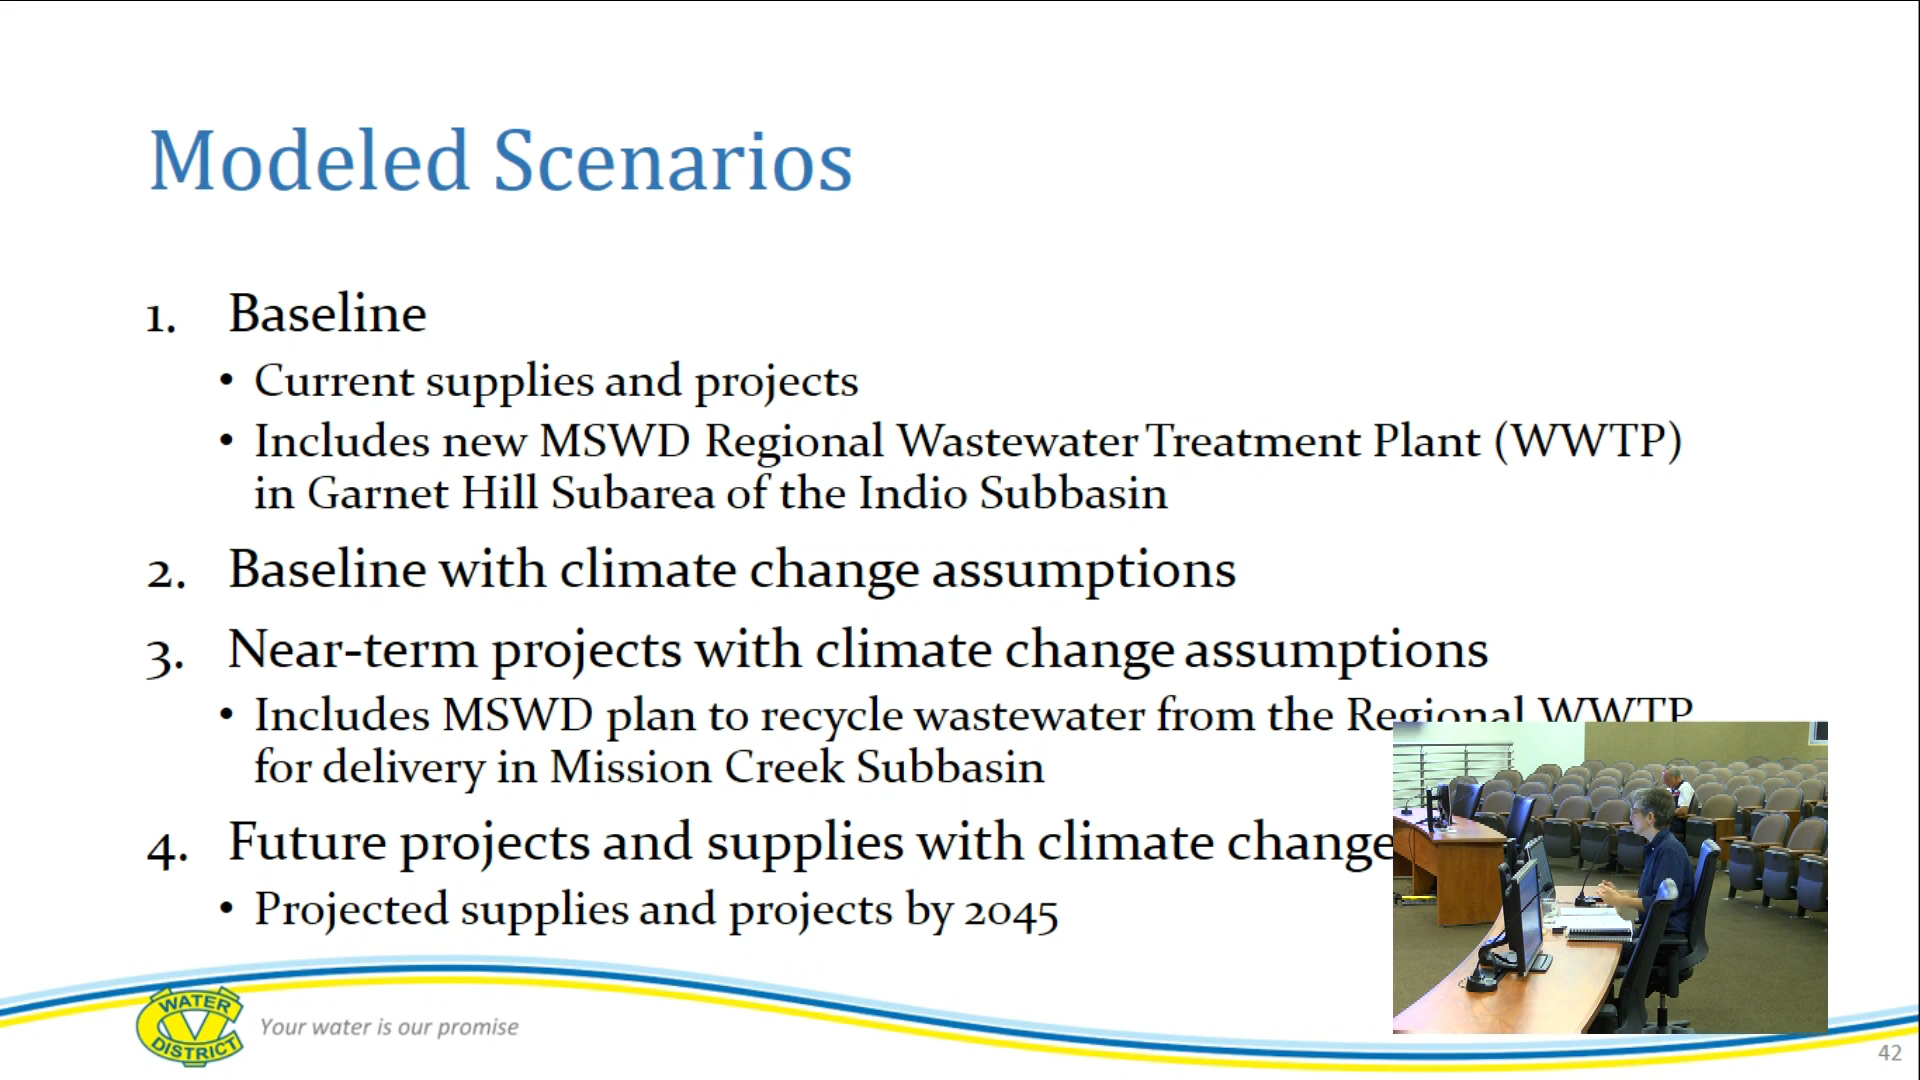 Modeled Scenarios
1. Baseline
• Current supplies and projects
• Includes new MSWD Regional Wastewater Treatment Plant (WWTP)
in Garnet Hill Subarea of the Indio Subbasin
2. Baseline with climate change assumptions
3. Near-term projects with climate change assumptions
• Includes MSWD plan to recycle wastewater from the Regional WWTP
for delivery in Mission Creek Subbasin
4. Future projects and supplies with climate change
• Projected supplies and projects by 2045
WATER
CV
DISTRICT
Your water is our promise
42